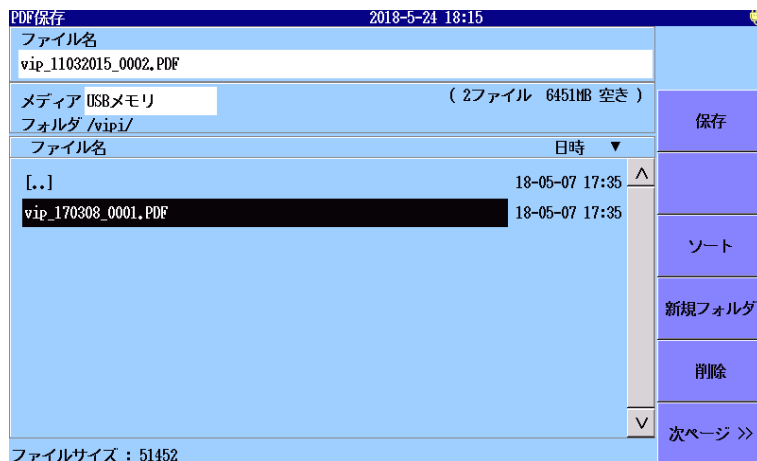 PDF保存 2018-5-24 18:15
ファイル名
vip_11032015_0002.PDF
メディア USBメモリ ( 2ファイル 6451MB 空き )
フォルダ /vipi/
ファイル名 日時 ▼
[..] 18-05-07 17:35
vip_170308_0001.PDF 18-05-07 17:35
ファイルサイズ : 51452
保存
ソート
新規フォルダ
削除
次ページ >>